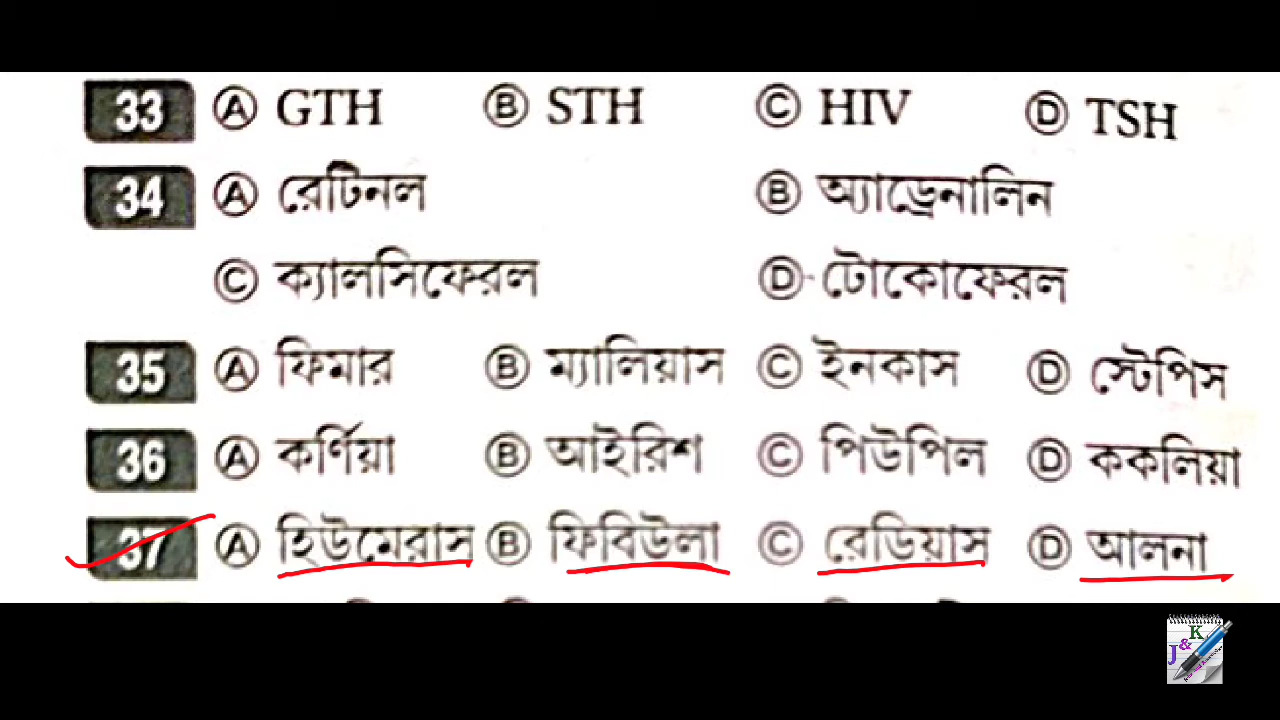 33 Ⓐ GTH Ⓑ STH Ⓒ HIV Ⓓ TSH
34 Ⓐ রেটিনল Ⓑ অ্যাড্রেনালিন
Ⓒ ক্যালসিফেরল Ⓓ টোকোফেরল
35 Ⓐ ফিমার Ⓑ ম্যালিয়াস Ⓒ ইনকাস Ⓓ স্টেপিস
36 Ⓐ কর্ণিয়া Ⓑ আইরিশ Ⓒ পিউপিল Ⓓ ককলিয়া
37 Ⓐ হিউমেরাস Ⓑ ফিবিউলা Ⓒ রেডিয়াস Ⓓ আলনা
J&K